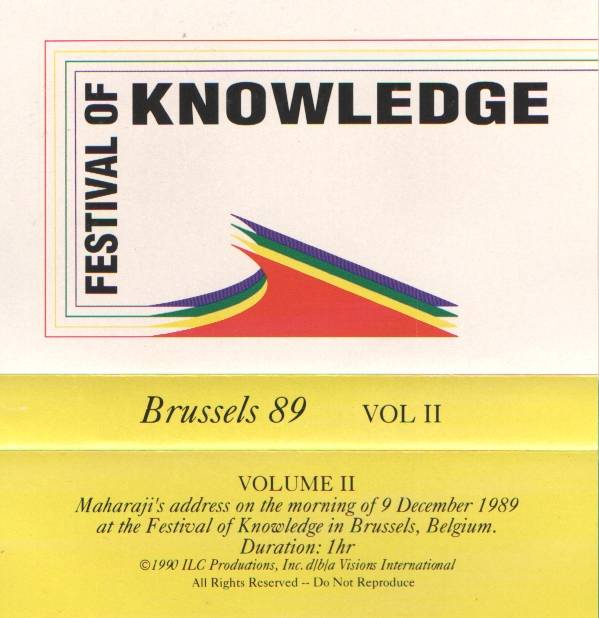 FESTIVAL OF
KNOWLEDGE
Brussels 89 VOL II
VOLUME II
Maharaji's address on the morning of 9 December 1989
at the Festival of Knowledge in Brussels, Belgium.
Duration: 1hr
©1990 ILC Produtions, Inc. d/b/a Visions International
All Rights Reserved -- Do Not Reproduce